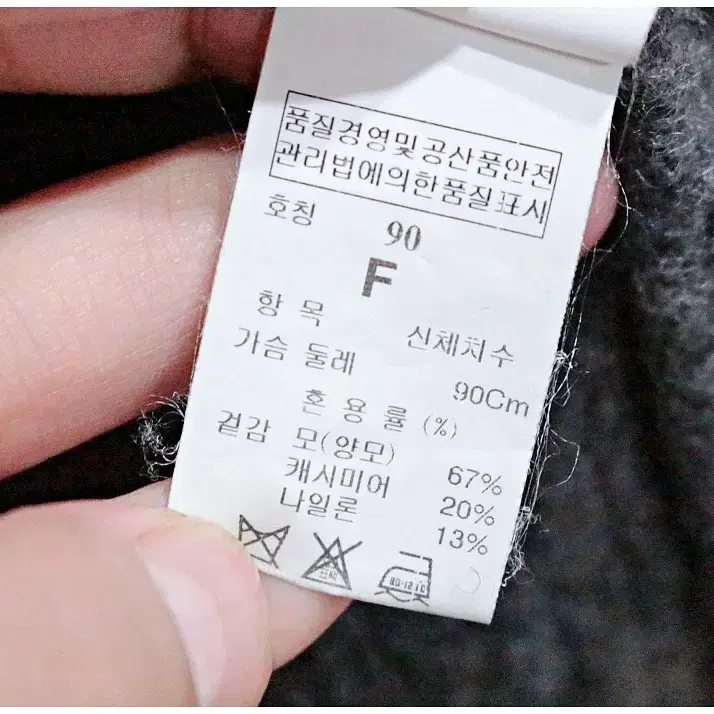 품질경영및공산품안전
관리법에의한품질표시
호칭 90
F
항 목 신체치수
가슴 둘레 90Cm
혼 용 률 (%)
겉감 모(양모) 67%
캐시미어 20%
나일론 13%
표백